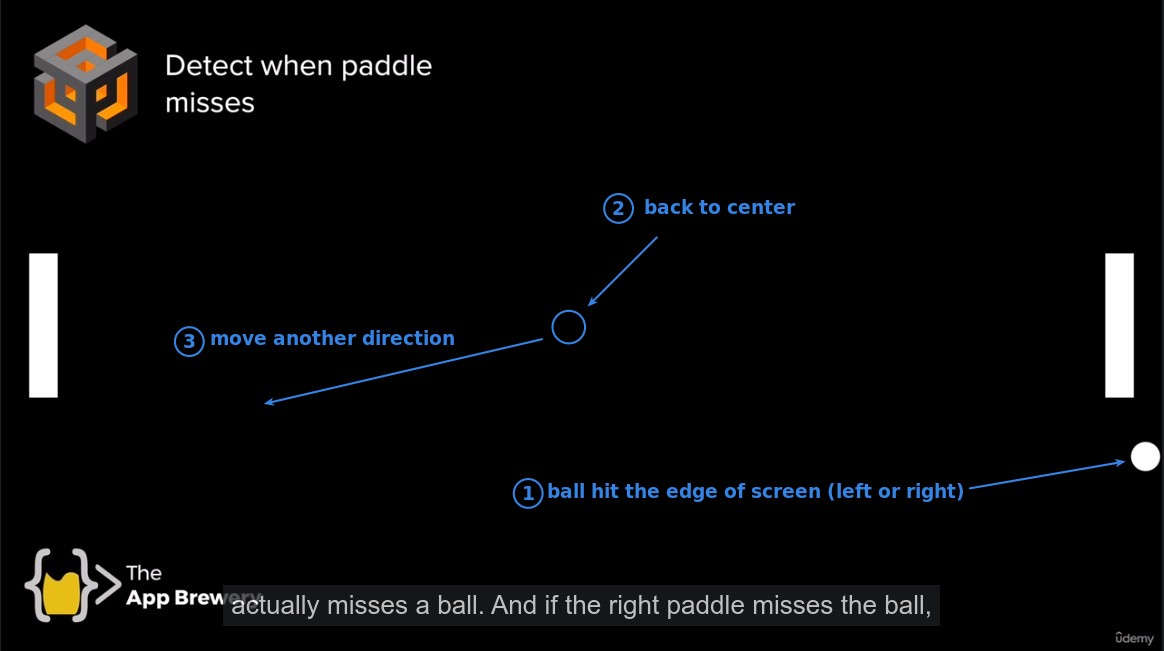 Detect when paddle
misses
2 back to center
3 move another direction
1 ball hit the edge of screen (left or right)
The
App Brewery
actually misses a ball. And if the right paddle misses the ball,
ûdemy